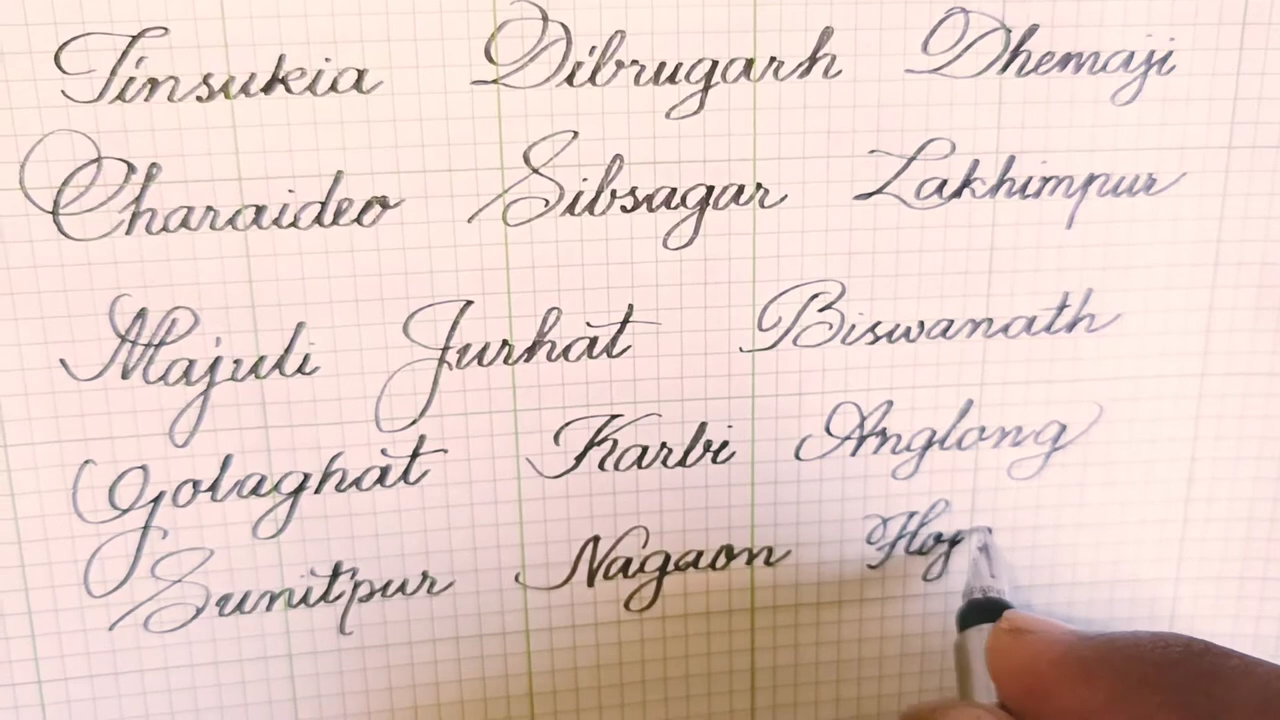 Tinsukia Dibrugarh Dhemaji
Charaideo Sibsagar Lakhimpur
Majuli Jurhat Biswanath
Golaghat Karbi Anglong
Sunitpur Nagaon